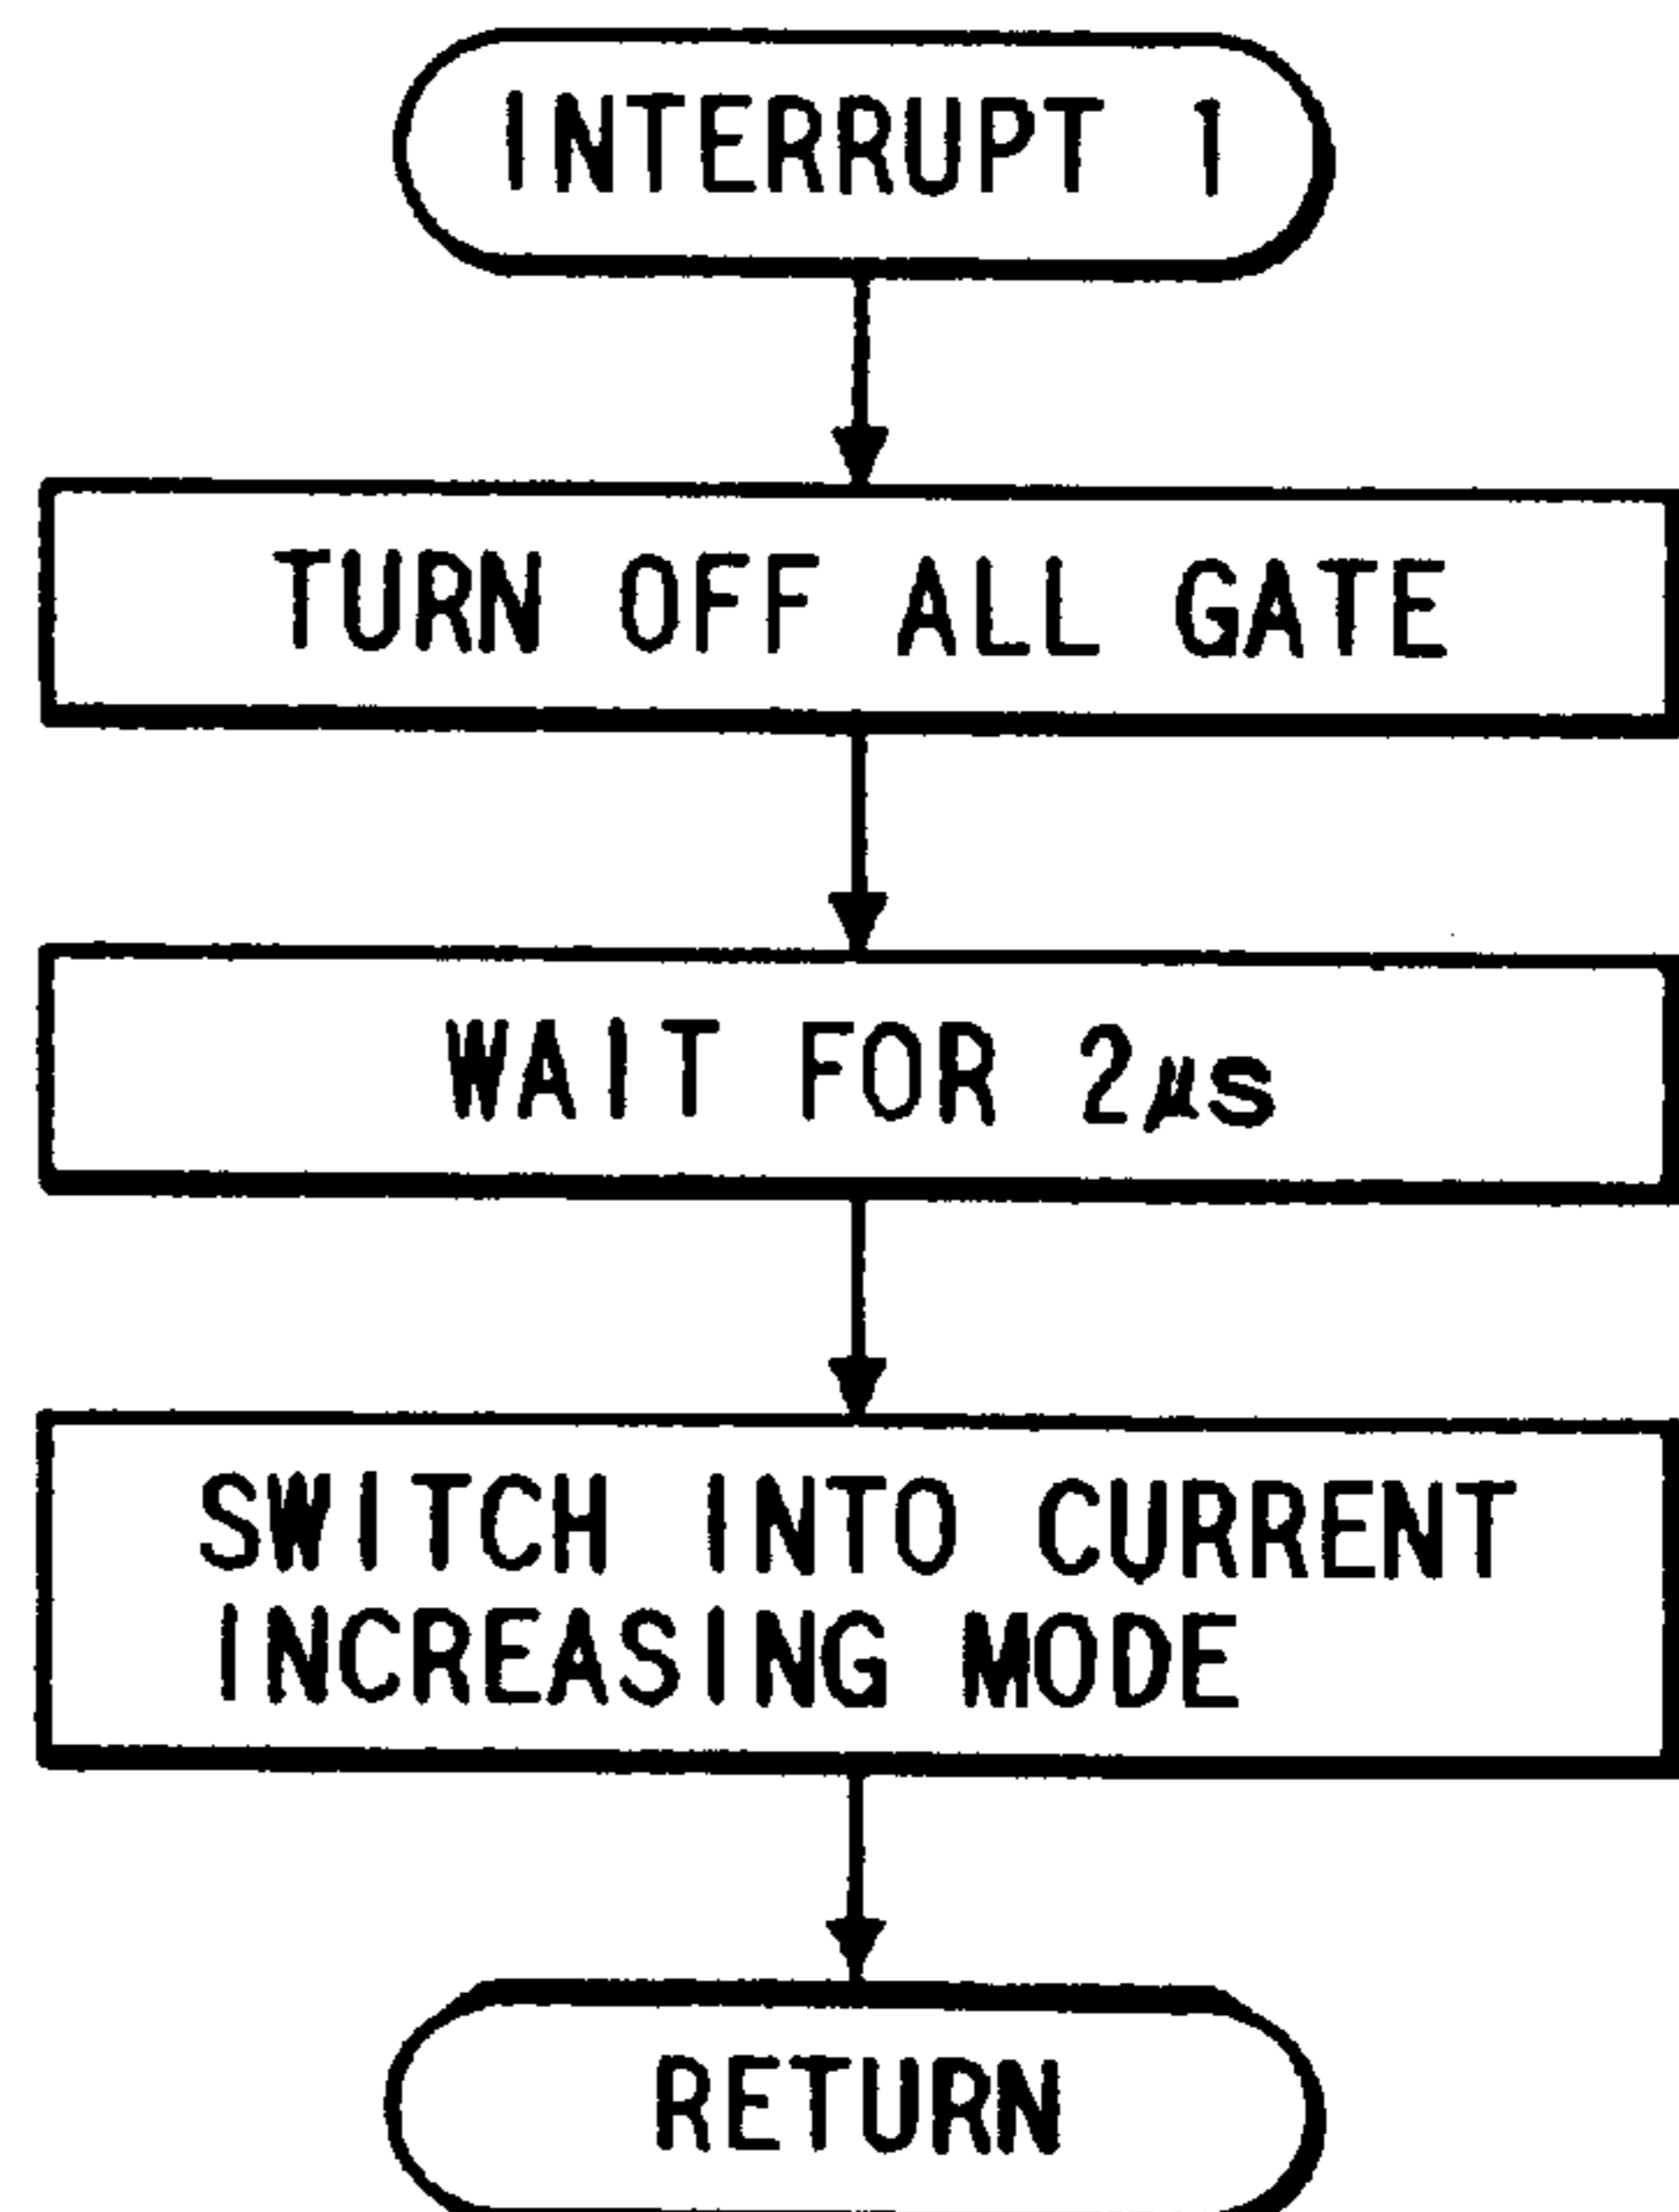 INTERRUPT 1
TURN OFF ALL GATE
WAIT FOR 2μs
SWITCH INTO CURRENT
INCREASING MODE
RETURN